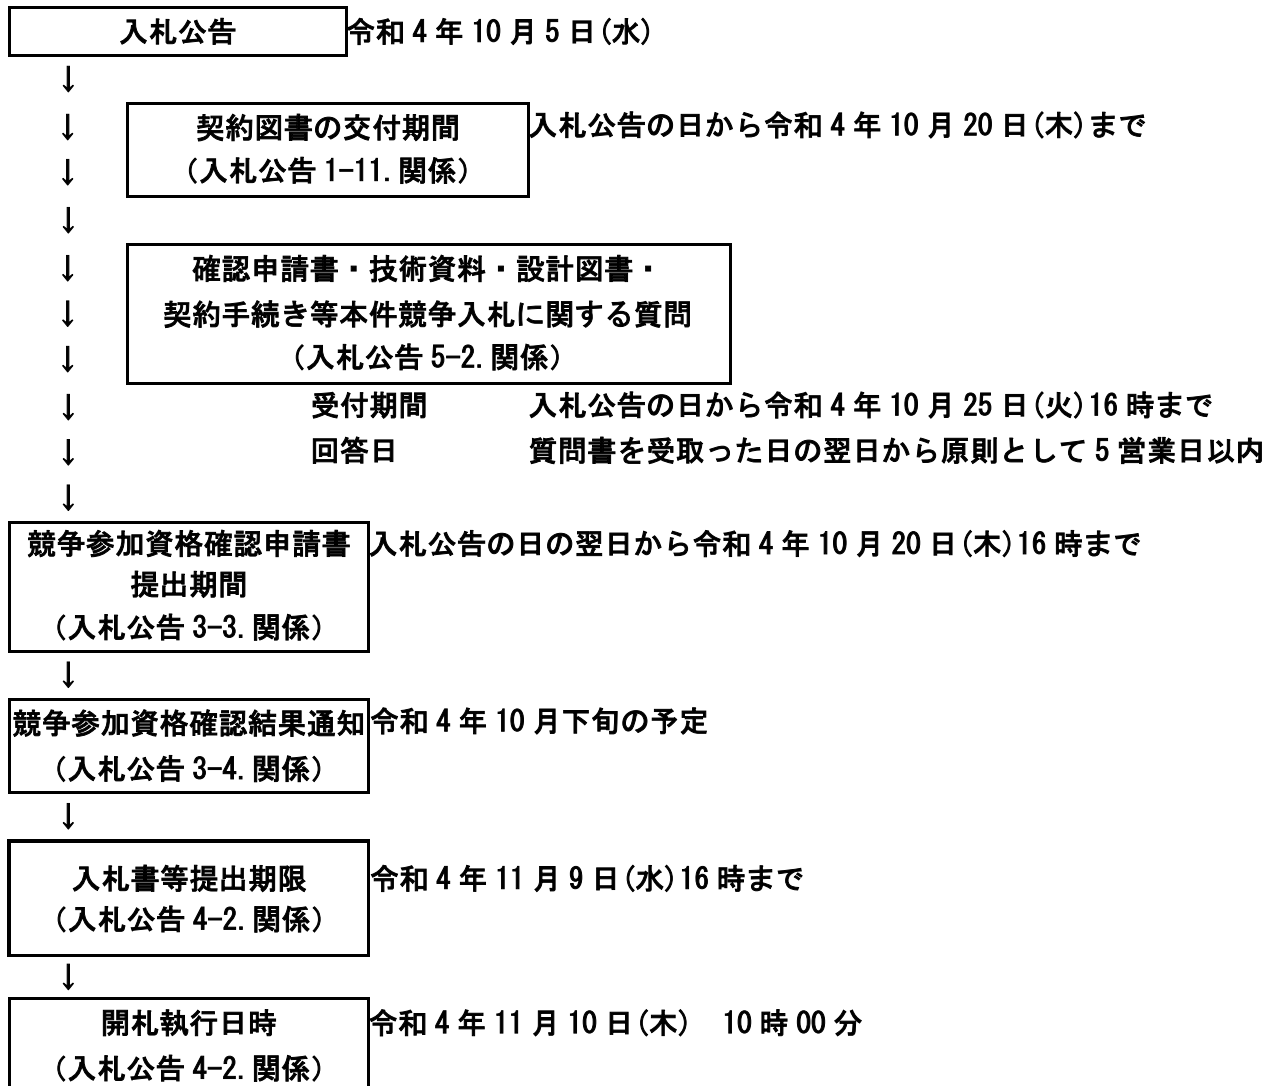 入札公告 令和4年10月5日(水)
↓
↓ 契約図書の交付期間 入札公告の日から令和4年10月20日(木)まで
↓ (入札公告1-11.関係)
↓
↓ 確認申請書・技術資料・設計図書・
↓ 契約手続き等本件競争入札に関する質問
↓ (入札公告5-2.関係)
↓ 受付期間 入札公告の日から令和4年10月25日(火)16時まで
↓ 回答日 質問書を受取った日の翌日から原則として5営業日以内
↓
競争参加資格確認申請書 入札公告の日の翌日から令和4年10月20日(木)16時まで
提出期間
(入札公告3-3.関係)
↓
競争参加資格確認結果通知 令和4年10月下旬の予定
(入札公告3-4.関係)
↓
入札書等提出期限 令和4年11月9日(水)16時まで
(入札公告4-2.関係)
↓
開札執行日時 令和4年11月10日(木) 10時00分
(入札公告4-2.関係)